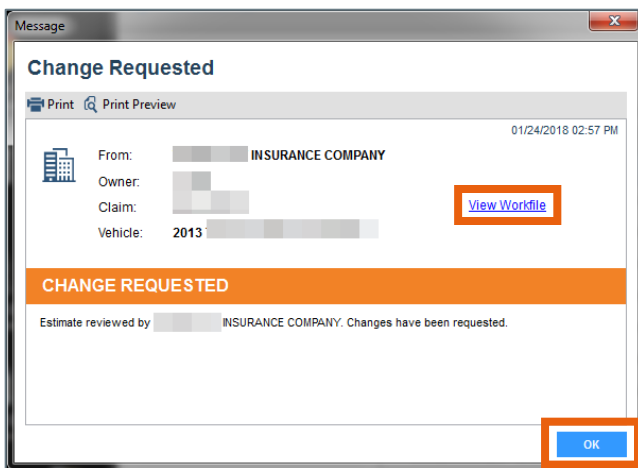 Message
Change Requested
Print Print Preview
01/24/2018 02:57 PM
From: INSURANCE COMPANY
Owner:
Claim:
View Workfile
Vehicle: 2013
CHANGE REQUESTED
Estimate reviewed by INSURANCE COMPANY. Changes have been requested.
OK